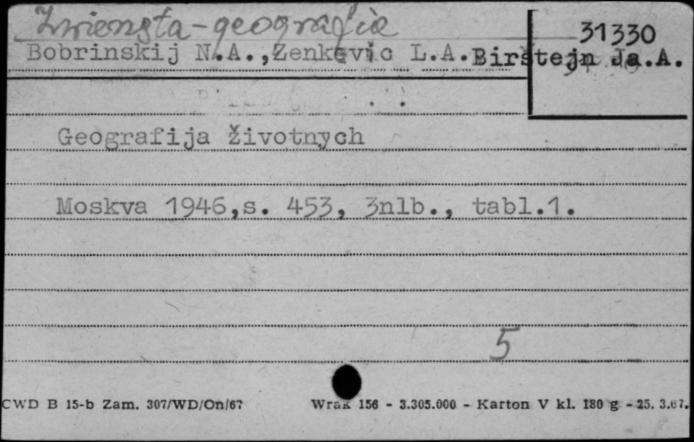 Zwierzęta - geografia
31330
Bobrinskij N.A., Zenkevic L.A. Birštejn Ja.A.
Geografija Životnych
Moskva 1946, s. 453, 3nlb., tabl.1.
5
CWD B 15-b Zam. 307/WD/On/67 Wrak 156 - 3.305.000 - Karton V kl. 180 g - 25. 3.67.